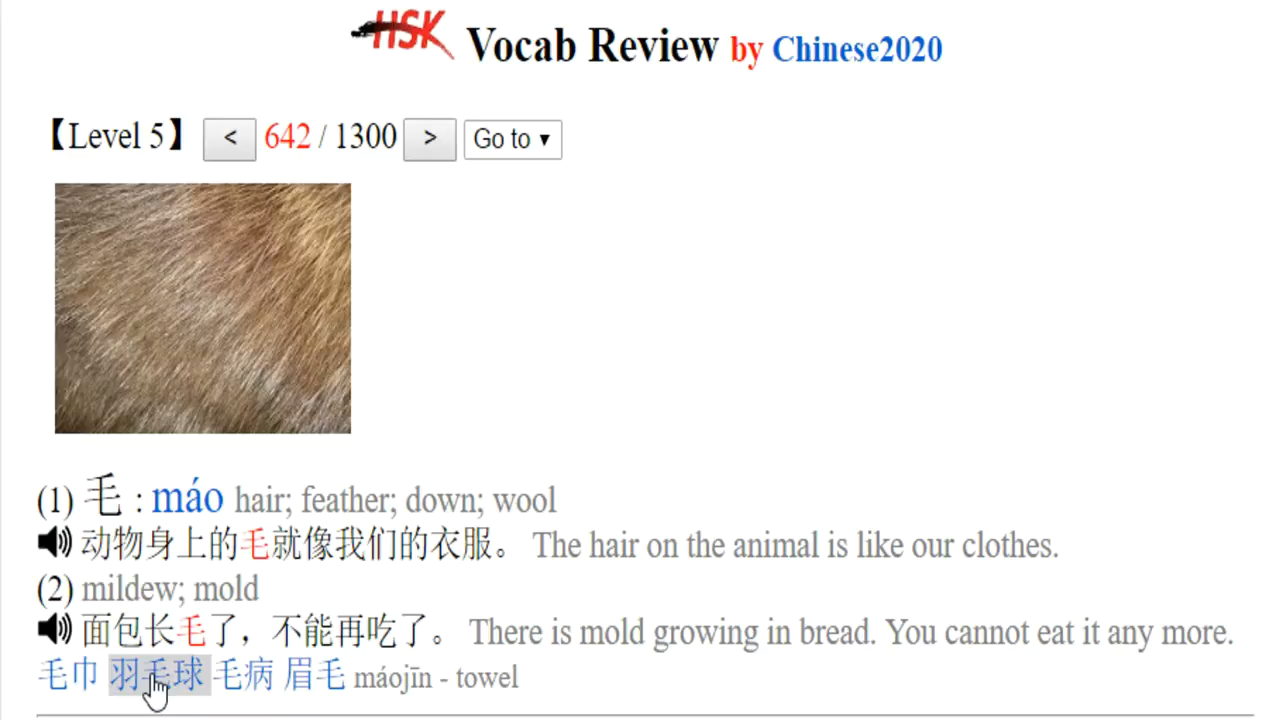 HSK Vocab Review by Chinese2020
【Level 5】 < 642 / 1300 > Go to ▾
(1) 毛 : máo hair; feather; down; wool
动物身上的毛就像我们的衣服。 The hair on the animal is like our clothes.
(2) mildew; mold
面包长毛了，不能再吃了。 There is mold growing in bread. You cannot eat it any more.
毛巾 羽毛球 毛病 眉毛 máojīn - towel